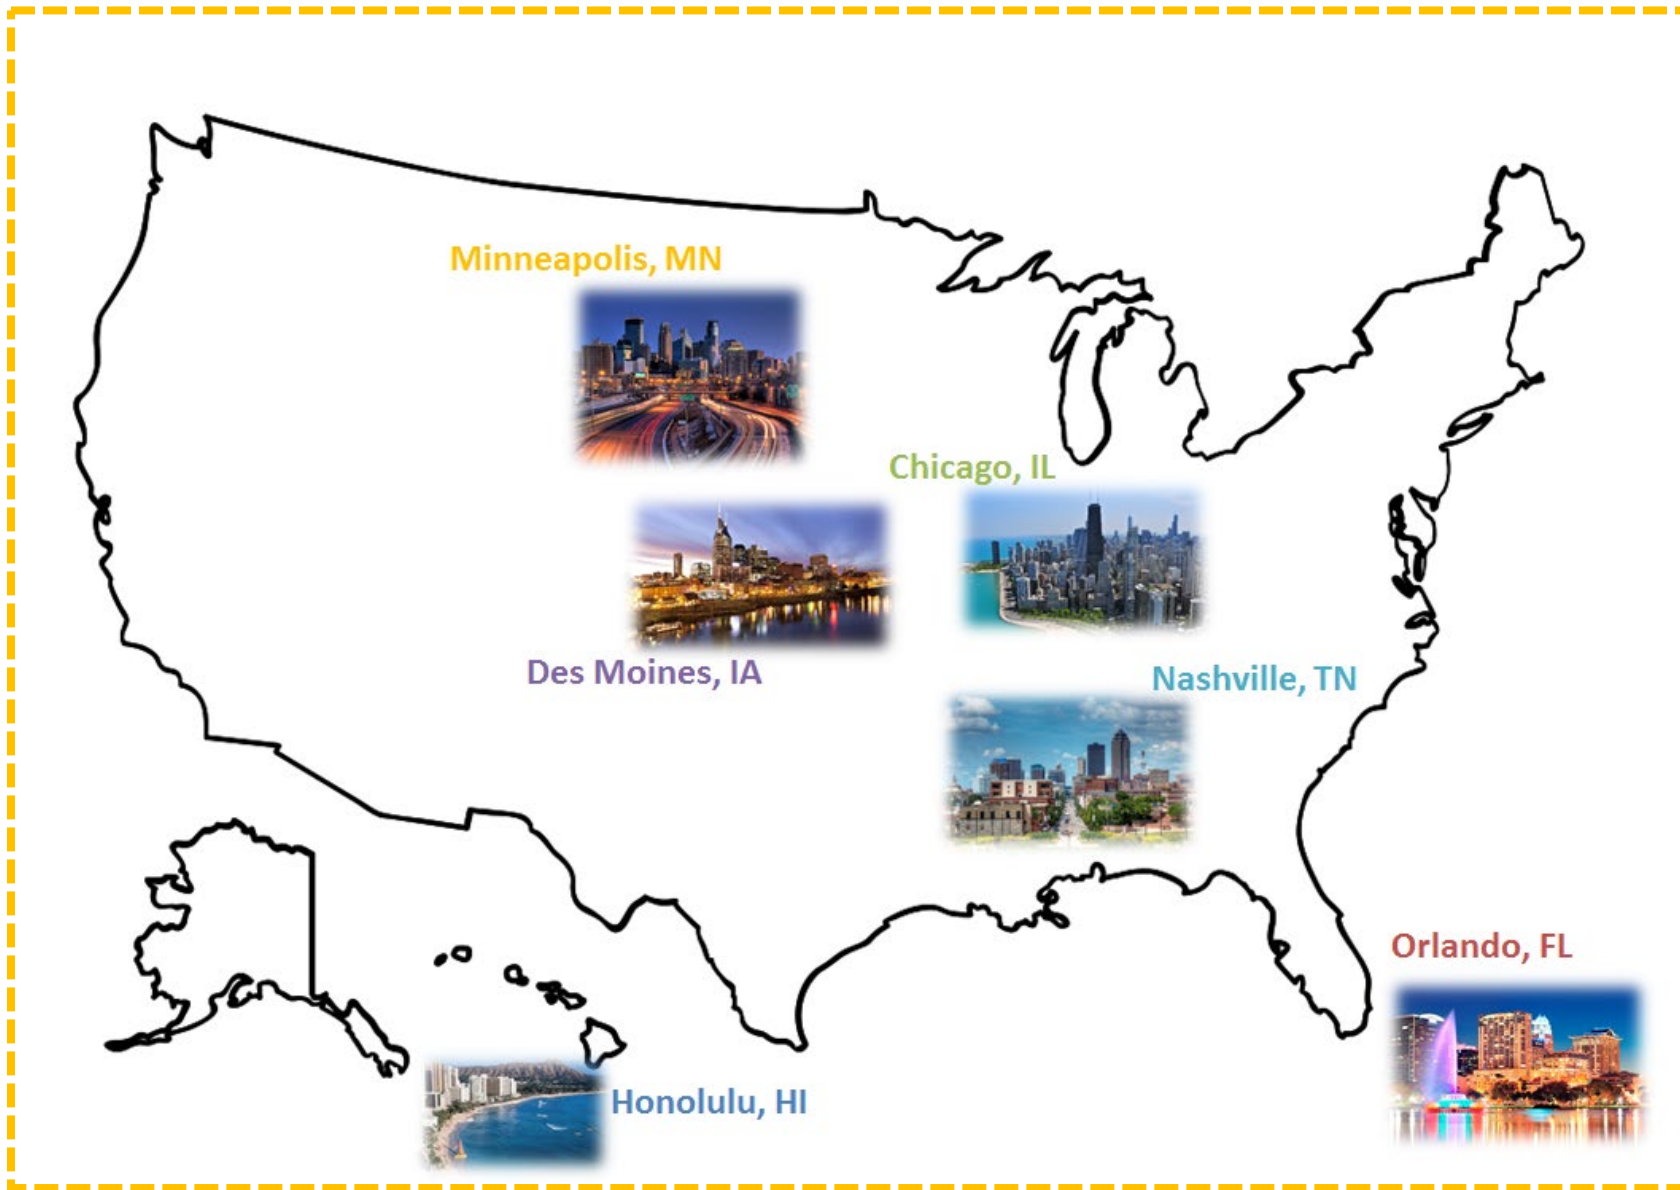 Minneapolis, MN
Chicago, IL
Des Moines, IA
Nashville, TN
Orlando, FL
Honolulu, HI